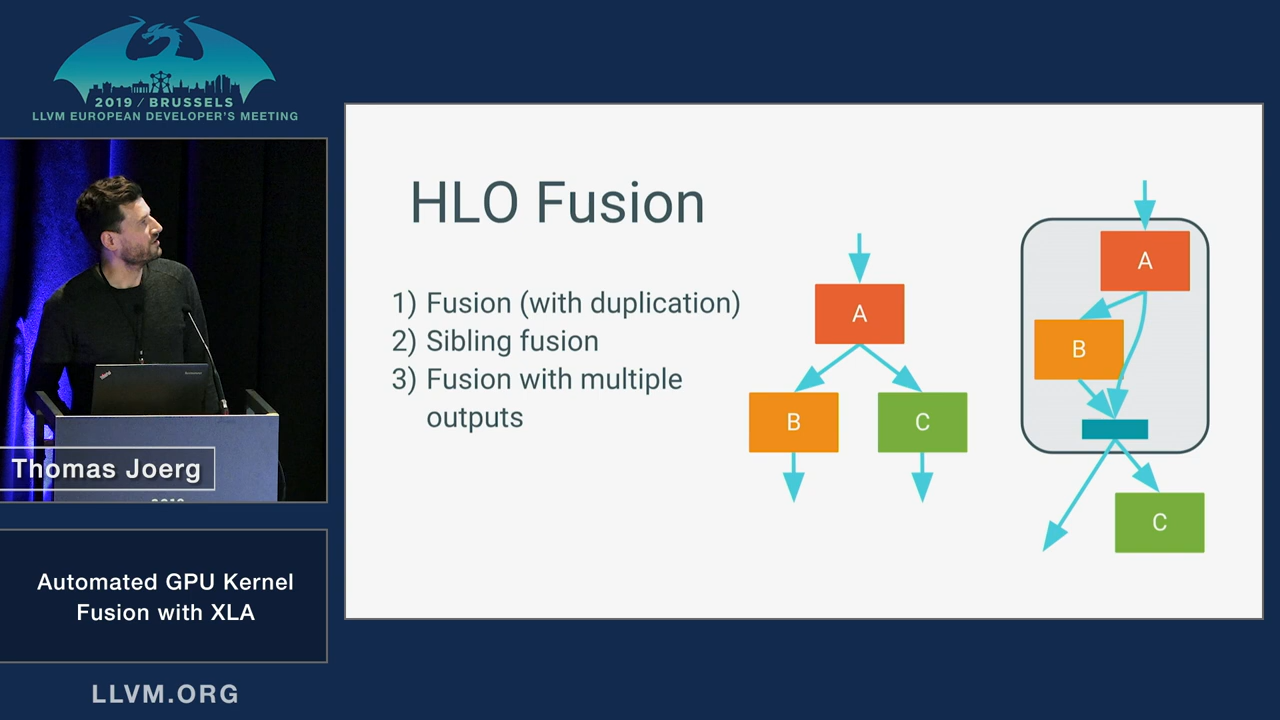 2019 / BRUSSELS
LLVM EUROPEAN DEVELOPER'S MEETING
Thomas Joerg
Automated GPU Kernel
Fusion with XLA
LLVM.ORG
HLO Fusion
1) Fusion (with duplication)
2) Sibling fusion
3) Fusion with multiple
outputs
A
B
C
A
B
C